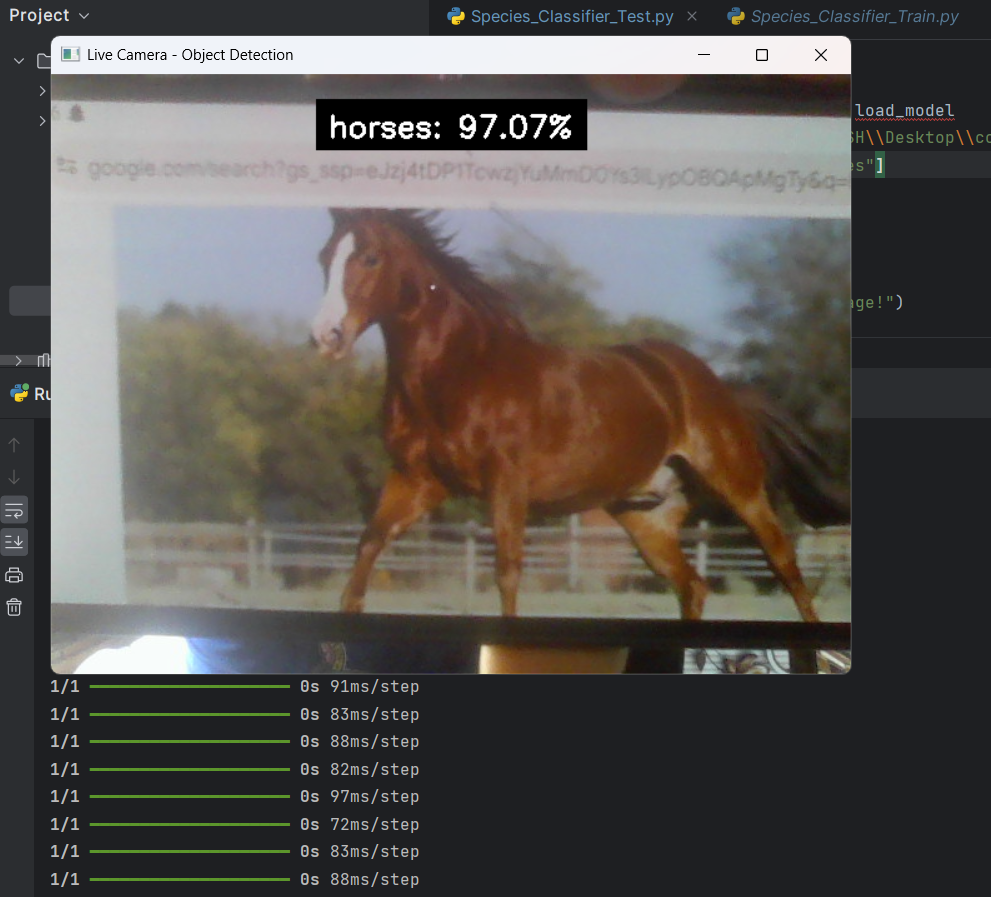 Project
Species_Classifier_Test.py
Species_Classifier_Train.py
Live Camera - Object Detection
load_model
horses: 97.07%
H\\Desktop\\co
es"]
google.com/search?gs_ssp=
age!")
Ru
1/1 0s 91ms/step
1/1 0s 83ms/step
1/1 0s 88ms/step
1/1 0s 82ms/step
1/1 0s 97ms/step
1/1 0s 72ms/step
1/1 0s 83ms/step
1/1 0s 88ms/step